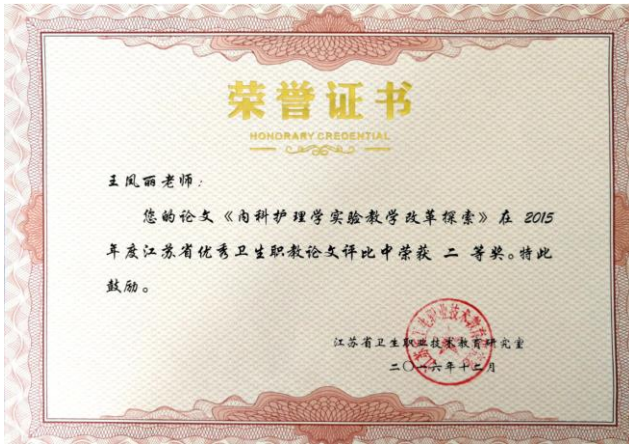 荣誉证书
HONORARY CREDENTIAL
王凤丽老师：
您的论文《内科护理学实验教学改革探索》在 2015
年度江苏省优秀卫生职教论文评比中荣获 二 等奖。特此
鼓励。
江苏省卫生职业技术教育研究室
二〇一六年十二月